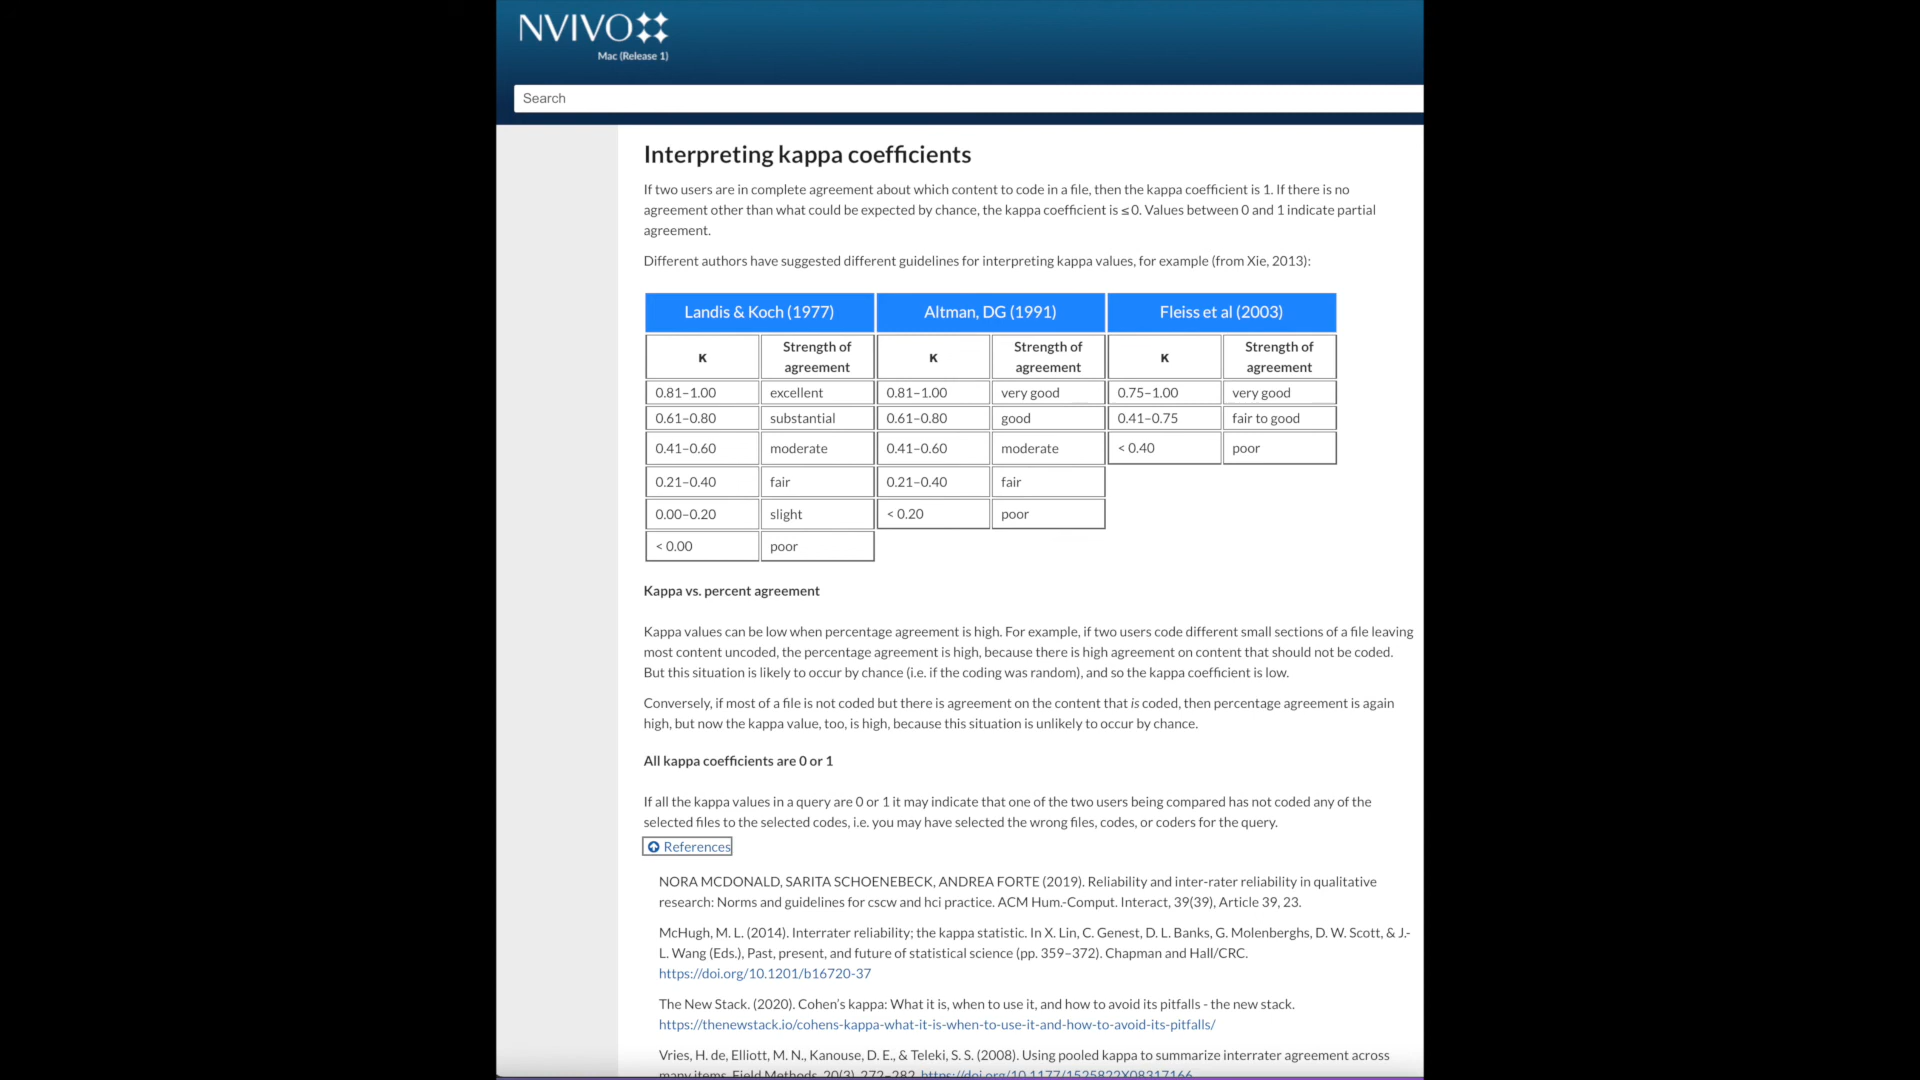 NVIVO
Mac (Release 1)
Search
Interpreting kappa coefficients
If two users are in complete agreement about which content to code in a file, then the kappa coefficient is 1. If there is no
agreement other than what could be expected by chance, the kappa coefficient is ≤ 0. Values between 0 and 1 indicate partial
agreement.
Different authors have suggested different guidelines for interpreting kappa values, for example (from Xie, 2013):
Landis & Koch (1977) Altman, DG (1991) Fleiss et al (2003)
K Strength of agreement K Strength of agreement K Strength of agreement
0.81–1.00 excellent 0.81–1.00 very good 0.75–1.00 very good
0.61–0.80 substantial 0.61–0.80 good 0.41–0.75 fair to good
0.41–0.60 moderate 0.41–0.60 moderate < 0.40 poor
0.21–0.40 fair 0.21–0.40 fair
0.00–0.20 slight < 0.20 poor
< 0.00 poor
Kappa vs. percent agreement
Kappa values can be low when percentage agreement is high. For example, if two users code different small sections of a file leaving
most content uncoded, the percentage agreement is high, because there is high agreement on content that should not be coded.
But this situation is likely to occur by chance (i.e. if the coding was random), and so the kappa coefficient is low.
Conversely, if most of a file is not coded but there is agreement on the content that is coded, then percentage agreement is again
high, but now the kappa value, too, is high, because this situation is unlikely to occur by chance.
All kappa coefficients are 0 or 1
If all the kappa values in a query are 0 or 1 it may indicate that one of the two users being compared has not coded any of the
selected files to the selected codes, i.e. you may have selected the wrong files, codes, or coders for the query.
References
NORA MCDONALD, SARITA SCHOENEBECK, ANDREA FORTE (2019). Reliability and inter-rater reliability in qualitative
research: Norms and guidelines for cscw and hci practice. ACM Hum.-Comput. Interact, 39(39), Article 39, 23.
McHugh, M. L. (2014). Interrater reliability; the kappa statistic. In X. Lin, C. Genest, D. L. Banks, G. Molenberghs, D. W. Scott, & J.-
L. Wang (Eds.), Past, present, and future of statistical science (pp. 359–372). Chapman and Hall/CRC.
https://doi.org/10.1201/b16720-37
The New Stack. (2020). Cohen's kappa: What it is, when to use it, and how to avoid its pitfalls - the new stack.
https://thenewstack.io/cohens-kappa-what-it-is-when-to-use-it-and-how-to-avoid-its-pitfalls/
Vries, H. de, Elliott, M. N., Kanouse, D. E., & Teleki, S. S. (2008). Using pooled kappa to summarize interrater agreement across
many items. Field Methods, 20(3), 272–282. https://doi.org/10.1177/1525822X08317166